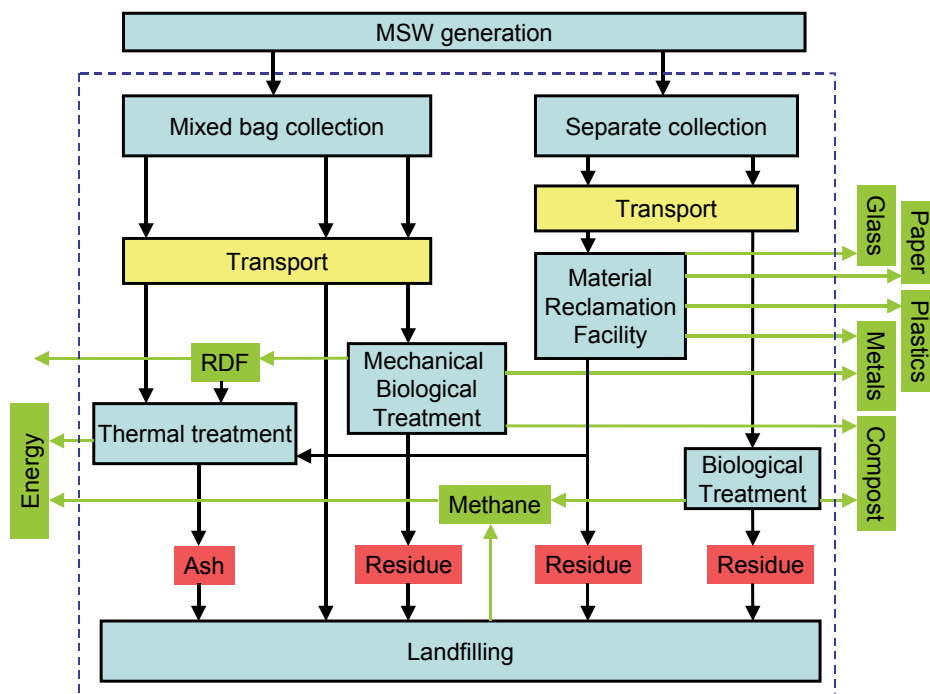 MSW generation
Mixed bag collection
Separate collection
Transport
Glass
Paper
Transport
Material
Reclamation
Facility
Plastics
Metals
RDF
Mechanical
Biological
Treatment
Thermal treatment
Energy
Compost
Biological
Treatment
Methane
Ash
Residue
Residue
Residue
Landfilling